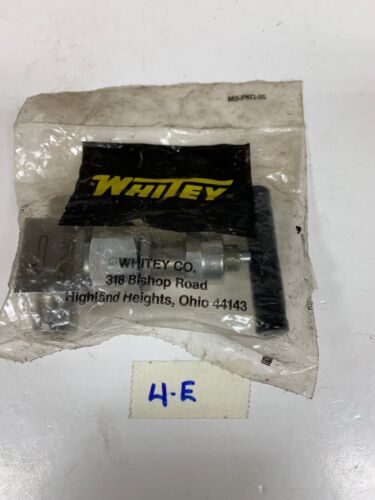 MS-PKG-55
WHITEY
WHITEY CO.
318 Bishop Road
Highland Heights, Ohio 44143
4-E